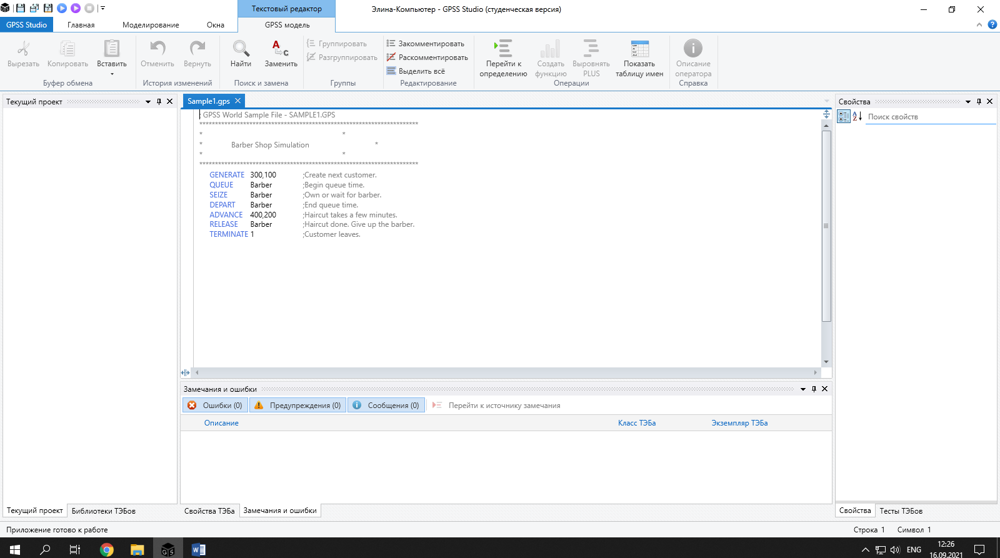 Текстовый редактор
Элина-Компьютер - GPSS Studio (студенческая версия)
GPSS Studio
Главная
Моделирование
Окна
GPSS модель
Вырезать
Копировать
Вставить
Буфер обмена
Отменить
Вернуть
История изменений
Найти
Заменить
Поиск и замена
Группировать
Разгруппировать
Группы
Закомментировать
Раскомментировать
Выделить всё
Редактирование
Перейти к определению
Создать функцию
Выровнять PLUS
Показать таблицу имен
Операции
Описание оператора
Справка
Текущий проект
Sample1.gps
; GPSS World Sample File - SAMPLE1.GPS
**********************************************************************
* *
* Barber Shop Simulation *
* *
**********************************************************************
GENERATE 300,100 ;Create next customer.
QUEUE Barber ;Begin queue time.
SEIZE Barber ;Own or wait for barber.
DEPART Barber ;End queue time.
ADVANCE 400,200 ;Haircut takes a few minutes.
RELEASE Barber ;Haircut done. Give up the barber.
TERMINATE 1 ;Customer leaves.
Свойства
Поиск свойств
Замечания и ошибки
Ошибки (0)
Предупреждения (0)
Сообщения (0)
Перейти к источнику замечания
Описание
Класс ТЭБа
Экземпляр ТЭБа
Текущий проект
Библиотеки ТЭБов
Свойства ТЭБа
Замечания и ошибки
Свойства
Тесты ТЭБов
Приложение готово к работе
Строка 1
Символ 1
ENG
12:26
16.09.2021